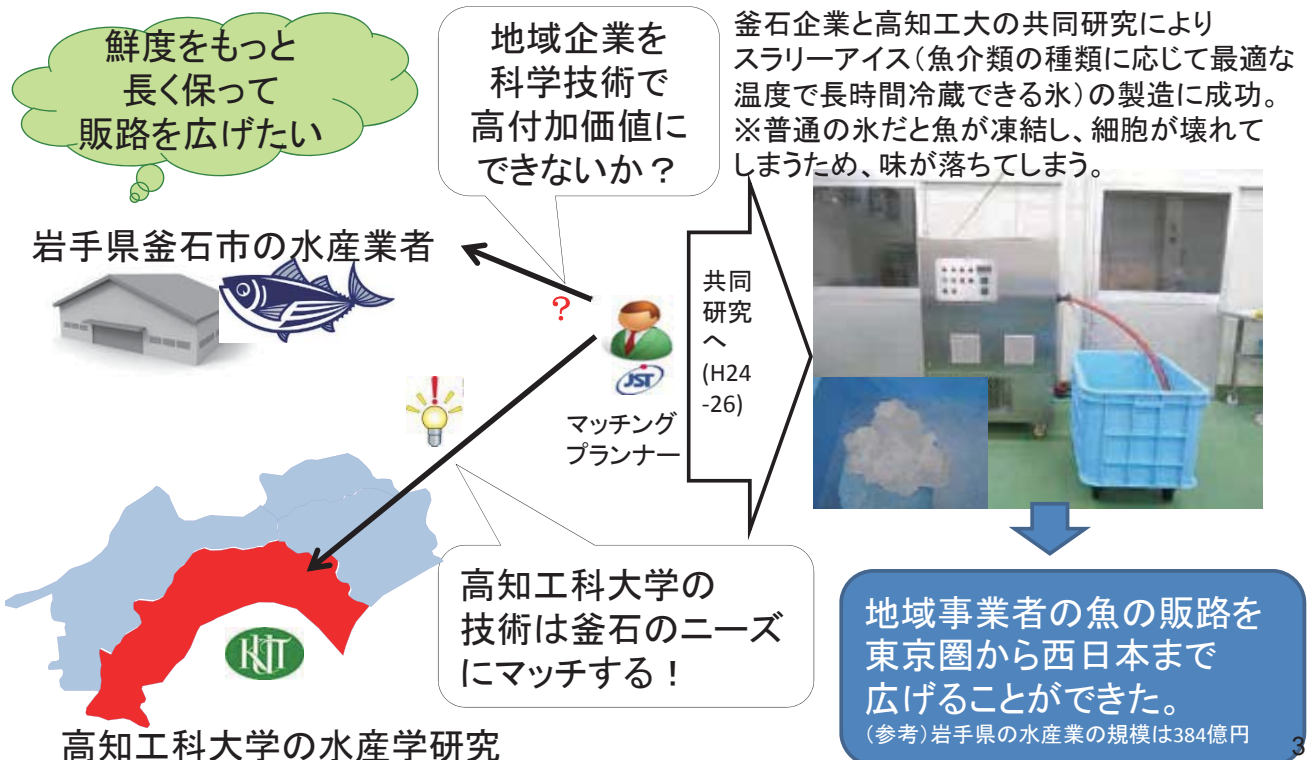 鮮度をもっと
長く保って
販路を広げたい
地域企業を
科学技術で
高付加価値に
できないか？
釜石企業と高知工大の共同研究により
スラリーアイス（魚介類の種類に応じて最適な
温度で長時間冷蔵できる氷）の製造に成功。
※普通の氷だと魚が凍結し、細胞が壊れて
しまうため、味が落ちてしまう。
岩手県釜石市の水産業者
？
JST
マッチング
プランナー
共同
研究
へ
(H24
-26)
高知工科大学の
技術は釜石のニーズ
にマッチする！
KUT
高知工科大学の水産学研究
地域事業者の魚の販路を
東京圏から西日本まで
広げることができた。
(参考)岩手県の水産業の規模は384億円
3